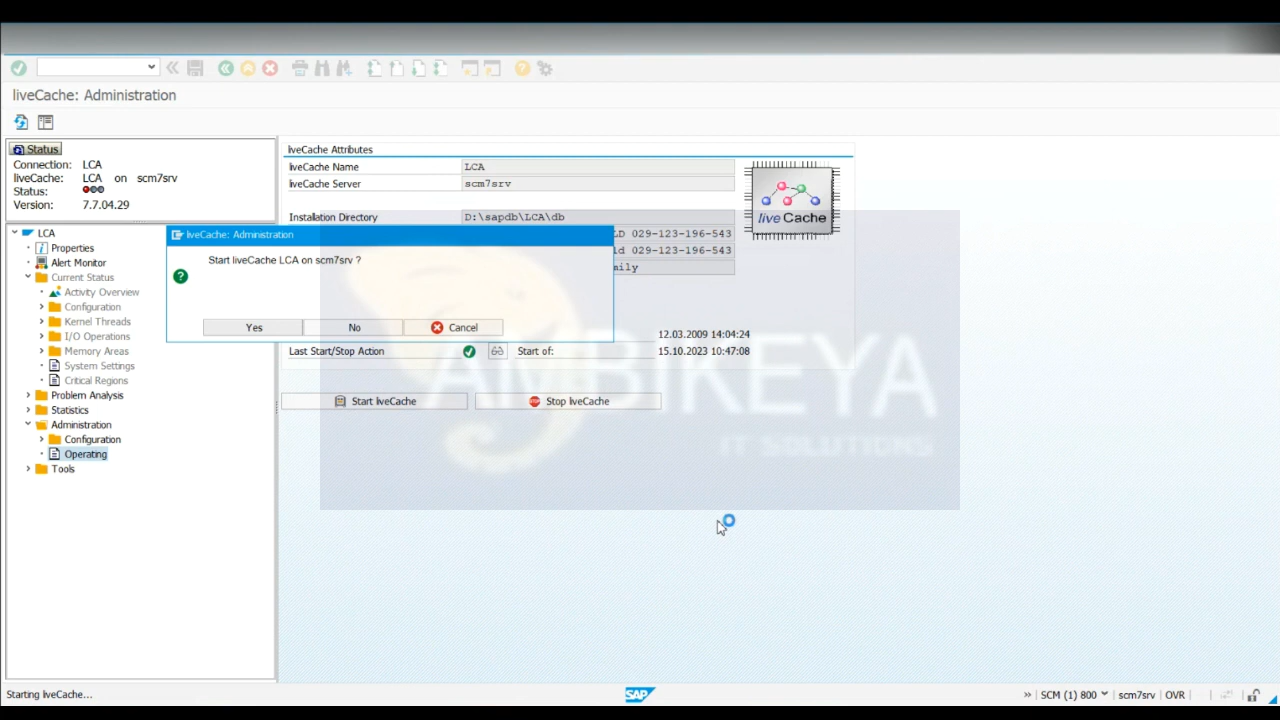 liveCache: Administration
Status
Connection: LCA
liveCache: LCA on scm7srv
Status:
Version: 7.7.04.29
LCA
Properties
Alert Monitor
Current Status
Activity Overview
Configuration
Kernel Threads
I/O Operations
Memory Areas
System Settings
Critical Regions
Problem Analysis
Statistics
Administration
Configuration
Operating
Tools
liveCache Attributes
liveCache Name LCA
liveCache Server scm7srv
Installation Directory D:\sapdb\LCA\db
029-123-196-543
029-123-196-543
live Cache
liveCache: Administration
Start liveCache LCA on scm7srv ?
Yes No Cancel
12.03.2009 14:04:24
Last Start/Stop Action Start of: 15.10.2023 10:47:08
Start liveCache Stop liveCache
AMBIKEYA
IT SOLUTIONS
Starting liveCache...
SAP
SCM (1) 800 scm7srv OVR